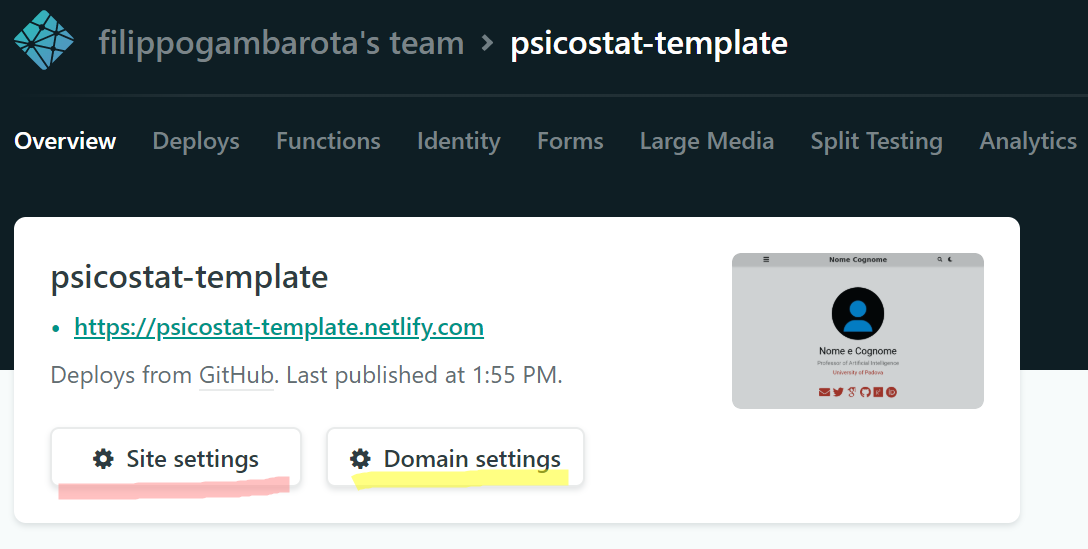 filippogambarota's team > psicostat-template
Overview Deploys Functions Identity Forms Large Media Split Testing Analytics
psicostat-template
• https://psicostat-template.netlify.com
Deploys from GitHub. Last published at 1:55 PM.
Site settings Domain settings
Nome Cognome
Nome e Cognome
Professor of Artificial Intelligence
University of Padova